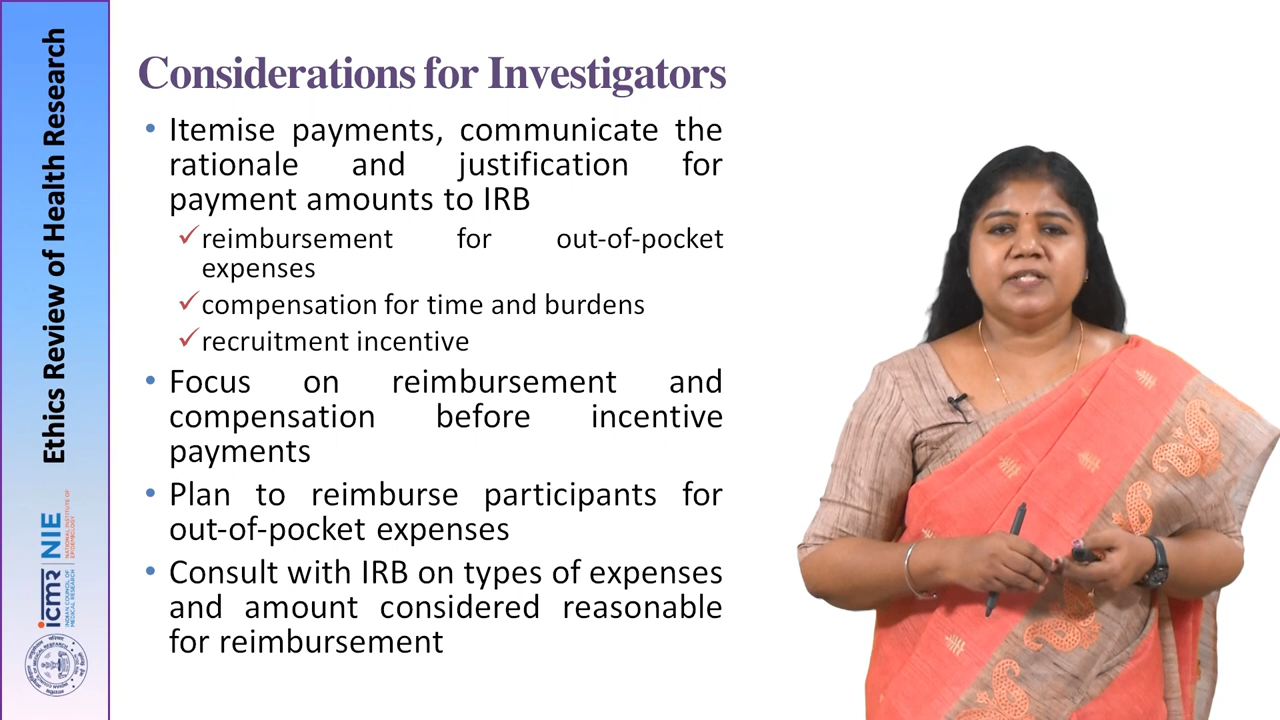 Ethics Review of Health Research
icmr
INDIAN COUNCIL OF
MEDICAL RESEARCH
NIE
NATIONAL INSTITUTE OF
EPIDEMIOLOGY
Considerations for Investigators
• Itemise payments, communicate the
rationale and justification for
payment amounts to IRB
✓reimbursement for out-of-pocket
expenses
✓compensation for time and burdens
✓recruitment incentive
• Focus on reimbursement and
compensation before incentive
payments
• Plan to reimburse participants for
out-of-pocket expenses
• Consult with IRB on types of expenses
and amount considered reasonable
for reimbursement